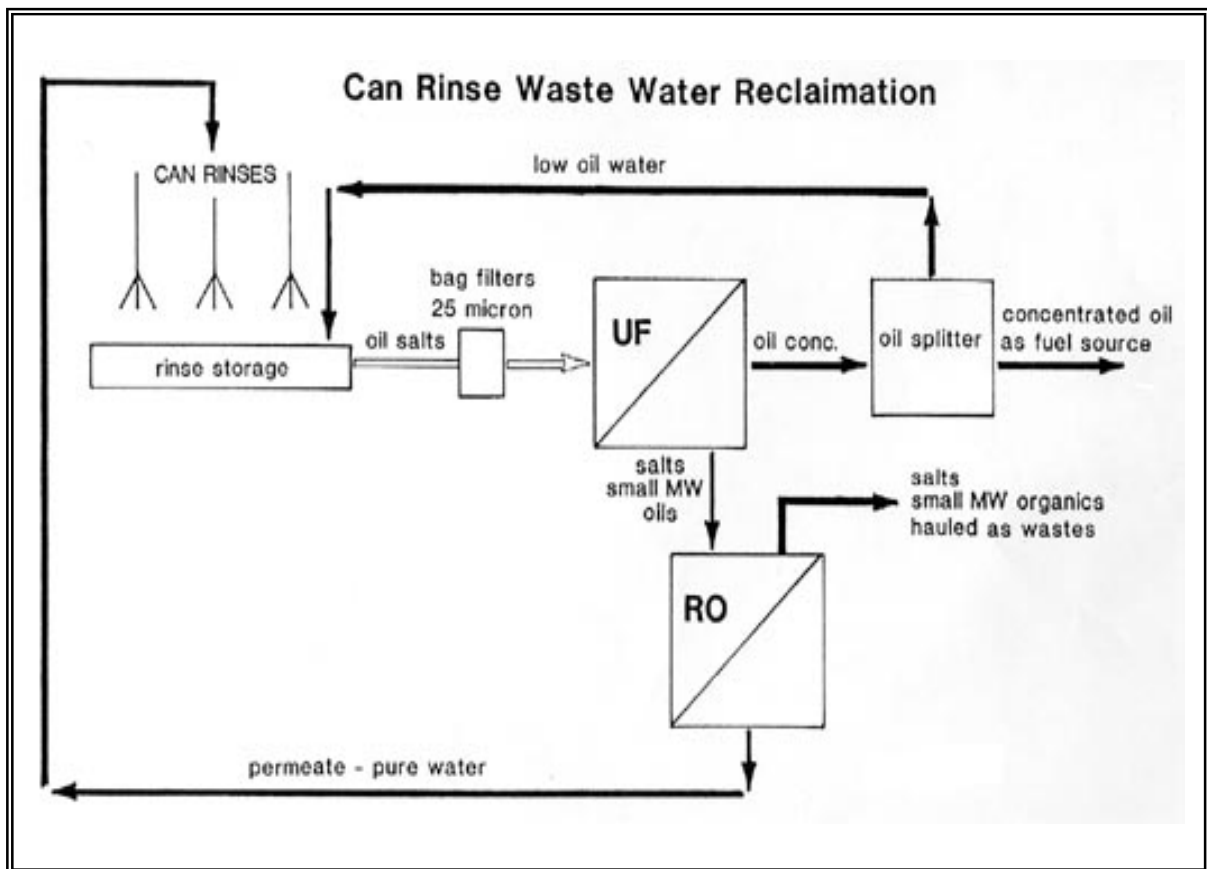 Can Rinse Waste Water Reclaimation
low oil water
CAN RINSES
bag filters
25 micron
oil salts
rinse storage
UF
oil conc.
oil splitter
concentrated oil
as fuel source
salts
small MW
oils
salts
small MW organics
hauled as wastes
RO
permeate - pure water